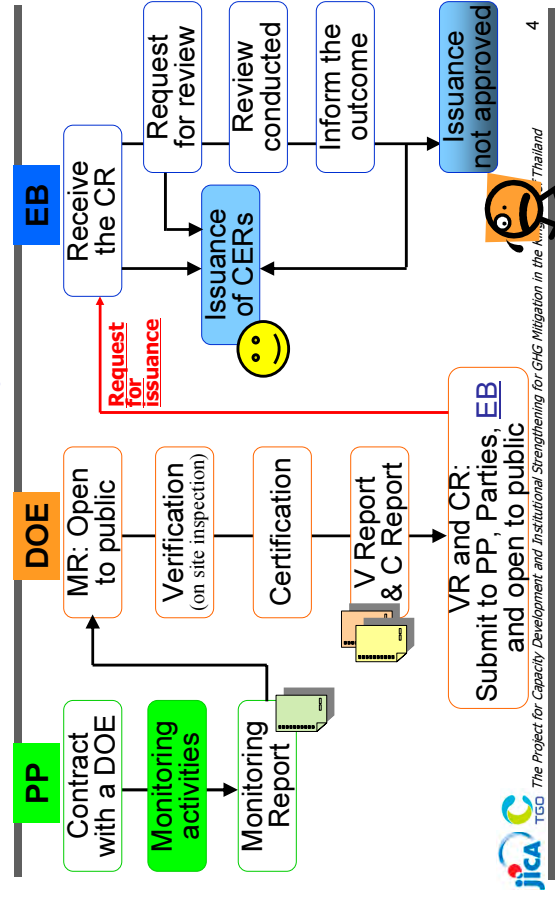 PP
Contract
with a DOE
Monitoring
activities
Monitoring
Report
DOE
MR: Open
to public
Verification
(on site inspection)
Certification
V Report
& C Report
VR and CR:
Submit to PP, Parties, EB
and open to public
Request
for
issuance
EB
Receive
the CR
Request
for review
Review
conducted
Inform the
outcome
Issuance
of CERs
Issuance
not approved
jica
TGO
The Project for Capacity Development and Institutional Strengthening for GHG Mitigation in the Thailand
4